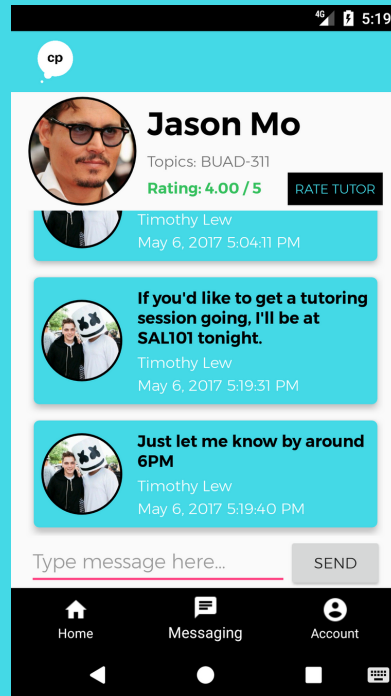 4G 5:19
cp
Jason Mo
Topics: BUAD-311
Rating: 4.00 / 5
RATE TUTOR
Timothy Lew
May 6, 2017 5:04:11 PM
If you'd like to get a tutoring
session going, I'll be at
SAL101 tonight.
Timothy Lew
May 6, 2017 5:19:31 PM
Just let me know by around
6PM
Timothy Lew
May 6, 2017 5:19:40 PM
Type message here...
SEND
Home
Messaging
Account